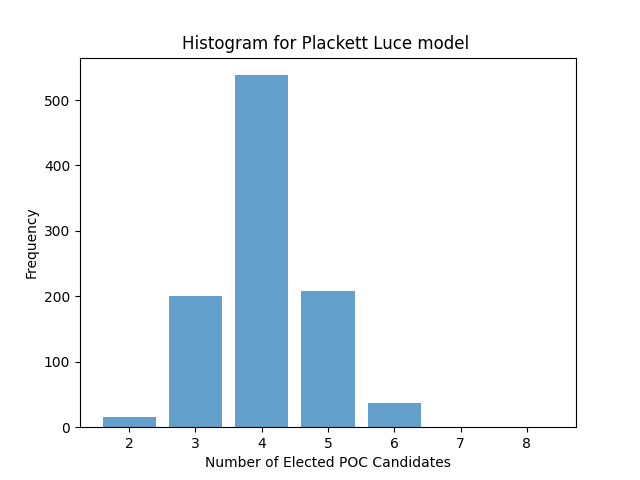 Histogram for Plackett Luce model
500
400
300
200
100
0
Frequency
2 3 4 5 6 7 8
Number of Elected POC Candidates